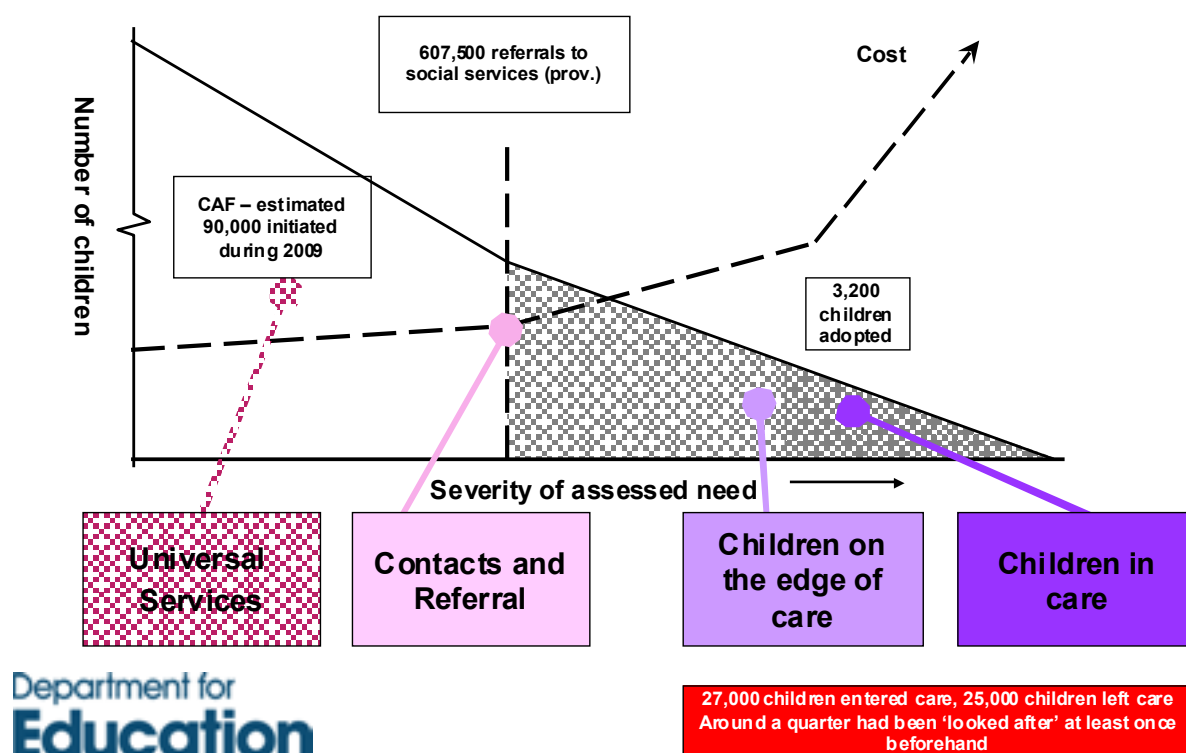 607,500 referrals to
social services (prov.)
Cost
Number of children
CAF – estimated
90,000 initiated
during 2009
3,200
children
adopted
Severity of assessed need
Universal
Services
Contacts and
Referral
Children on
the edge of
care
Children in
care
Department for
Education
27,000 children entered care, 25,000 children left care
Around a quarter had been ‘looked after’ at least once
beforehand